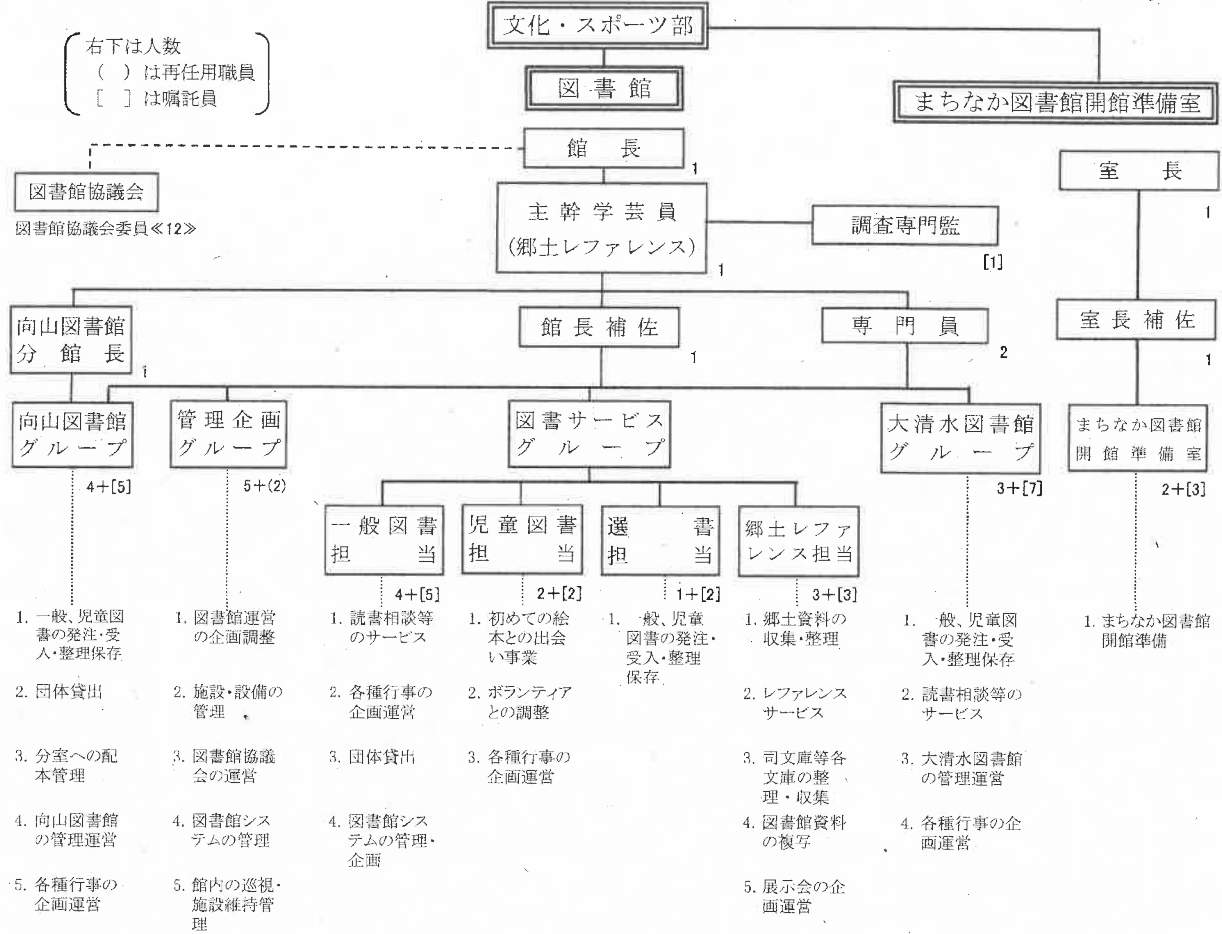 右下は人数
( )は再任用職員
[ ]は嘱託員
文化・スポーツ部
図書館
まちなか図書館開館準備室
館長
1
図書館協議会
図書館協議会委員≪12≫
主幹学芸員
(郷土レファレンス)
1
調査専門監
[1]
室長
1
向山図書館
分館長
1
館長補佐
1
専門員
2
室長補佐
1
向山図書館
グループ
4+[5]
管理企画
グループ
5+(2)
図書サービス
グループ
大清水図書館
グループ
3+[7]
まちなか図書館
開館準備室
2+[3]
一般図書
担当
4+[5]
児童図書
担当
2+[2]
選書
担当
1+[2]
郷土レファ
レンス担当
3+[3]
1. 一般、児童図
書の発注・受
入・整理保存
2. 団体貸出
3. 分室への配
本管理
4. 向山図書館
の管理運営
5. 各種行事の
企画運営
1. 図書館運営
の企画調整
2. 施設・設備の
管理
3. 図書館協議
会の運営
4. 図書館シス
テムの管理
5. 館内の巡視・
施設維持管
理
1. 読書相談等
のサービス
2. 各種行事の
企画運営
3. 団体貸出
4. 図書館シス
テムの管理・
企画
1. 初めての絵
本との出会
い事業
2. ボランティア
との調整
3. 各種行事の
企画運営
1. 一般、児童
図書の発注・
受入・整理
保存
1. 郷土資料の
収集・整理
2. レファレンス
サービス
3. 司文庫等各
文庫の整
理・収集
4. 図書館資料
の複写
5. 展示会の企
画運営
1. 一般、児童図
書の発注・受
入・整理保存
2. 読書相談等の
サービス
3. 大清水図書館
の管理運営
4. 各種行事の企
画運営
1. まちなか図書館
開館準備